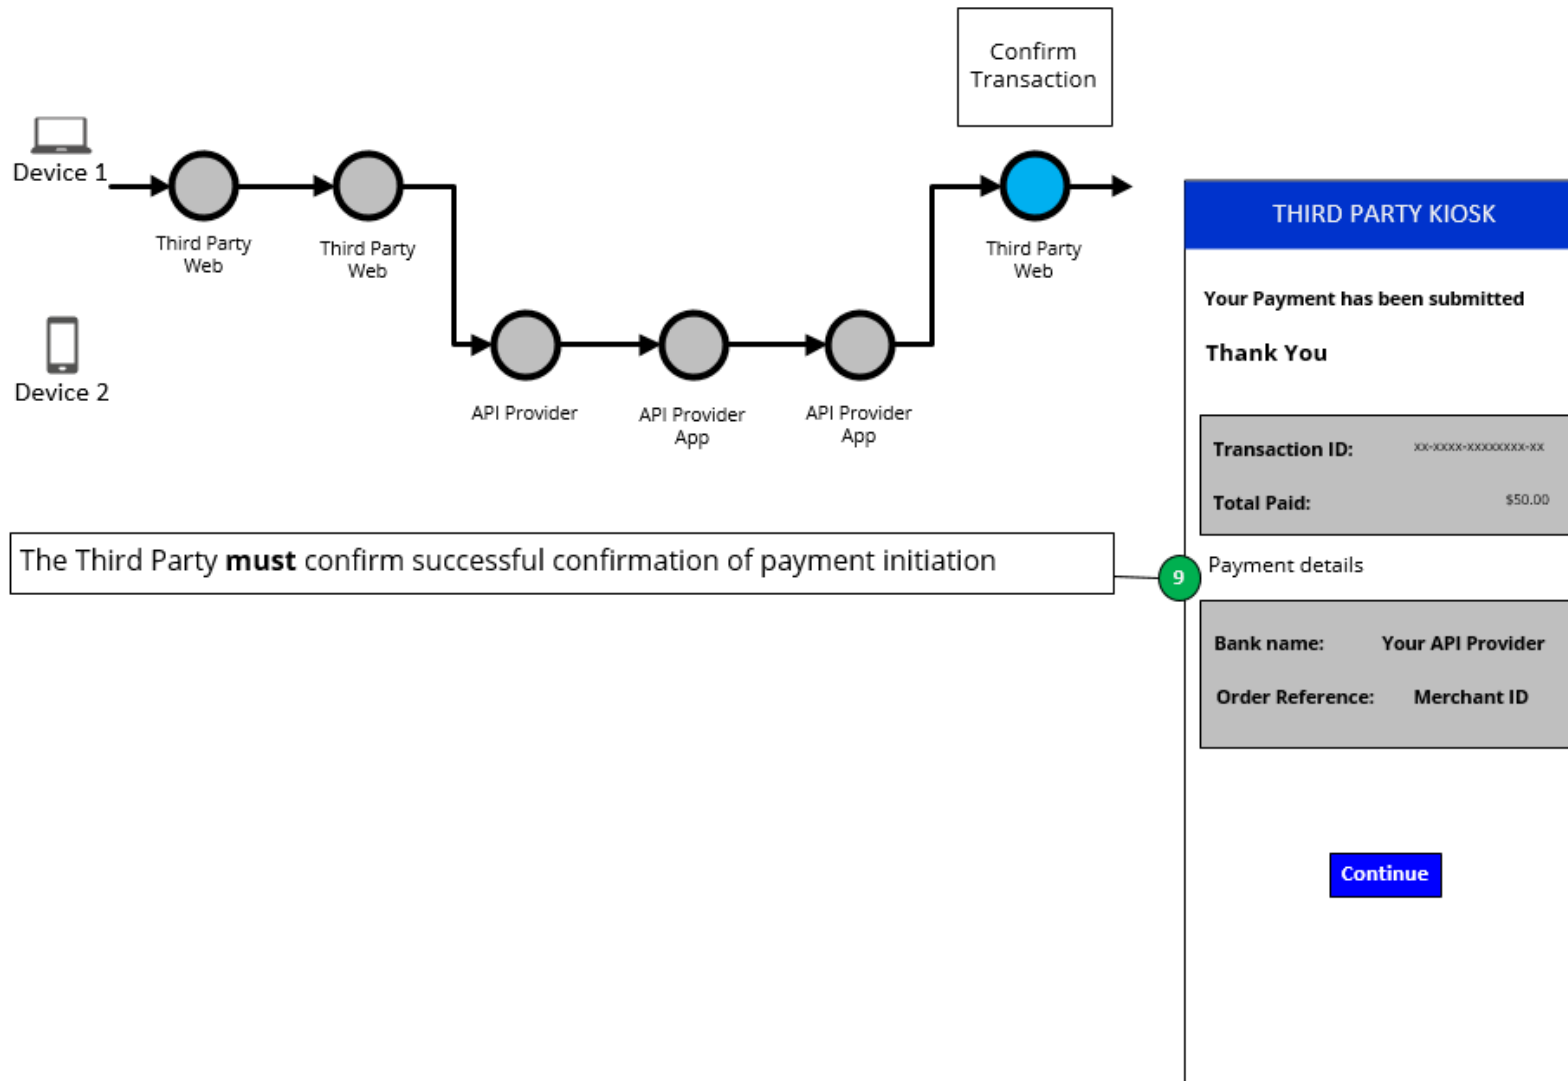 Confirm
Transaction
Device 1
Third Party
Web
Third Party
Web
Third Party
Web
Device 2
API Provider
API Provider
App
API Provider
App
The Third Party must confirm successful confirmation of payment initiation
9
THIRD PARTY KIOSK
Your Payment has been submitted
Thank You
Transaction ID: xx-xxxx-xxxxxxxx-xx
Total Paid: $50.00
Payment details
Bank name: Your API Provider
Order Reference: Merchant ID
Continue